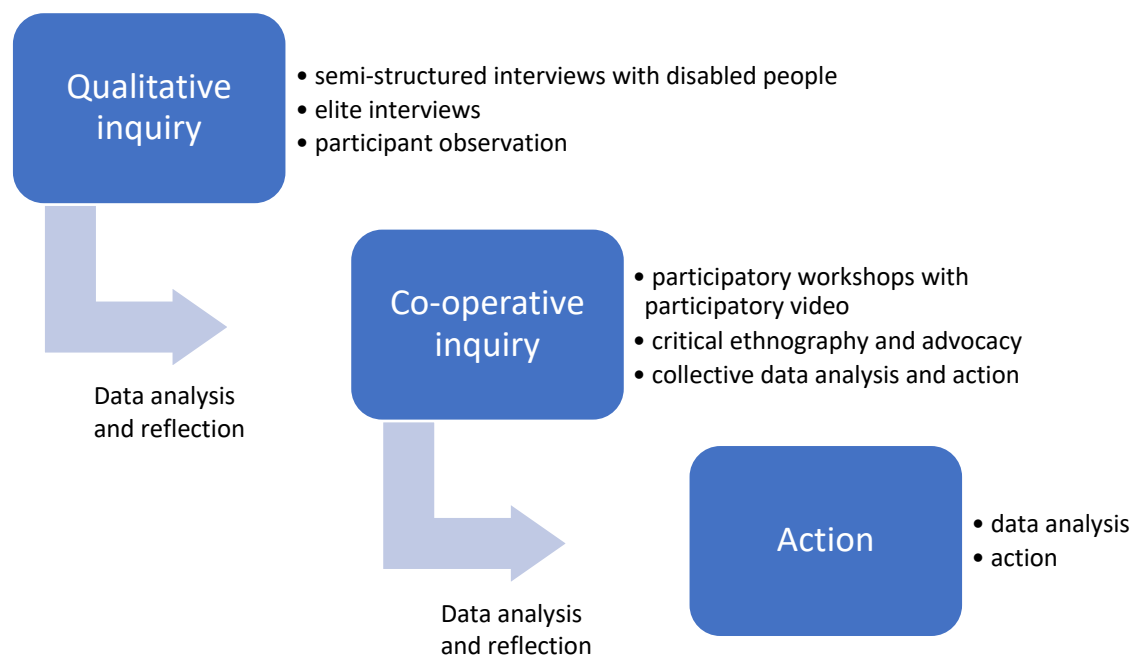 Qualitative
inquiry
• semi-structured interviews with disabled people
• elite interviews
• participant observation
Data analysis
and reflection
Co-operative
inquiry
• participatory workshops with
participatory video
• critical ethnography and advocacy
• collective data analysis and action
Data analysis
and reflection
Action
• data analysis
• action